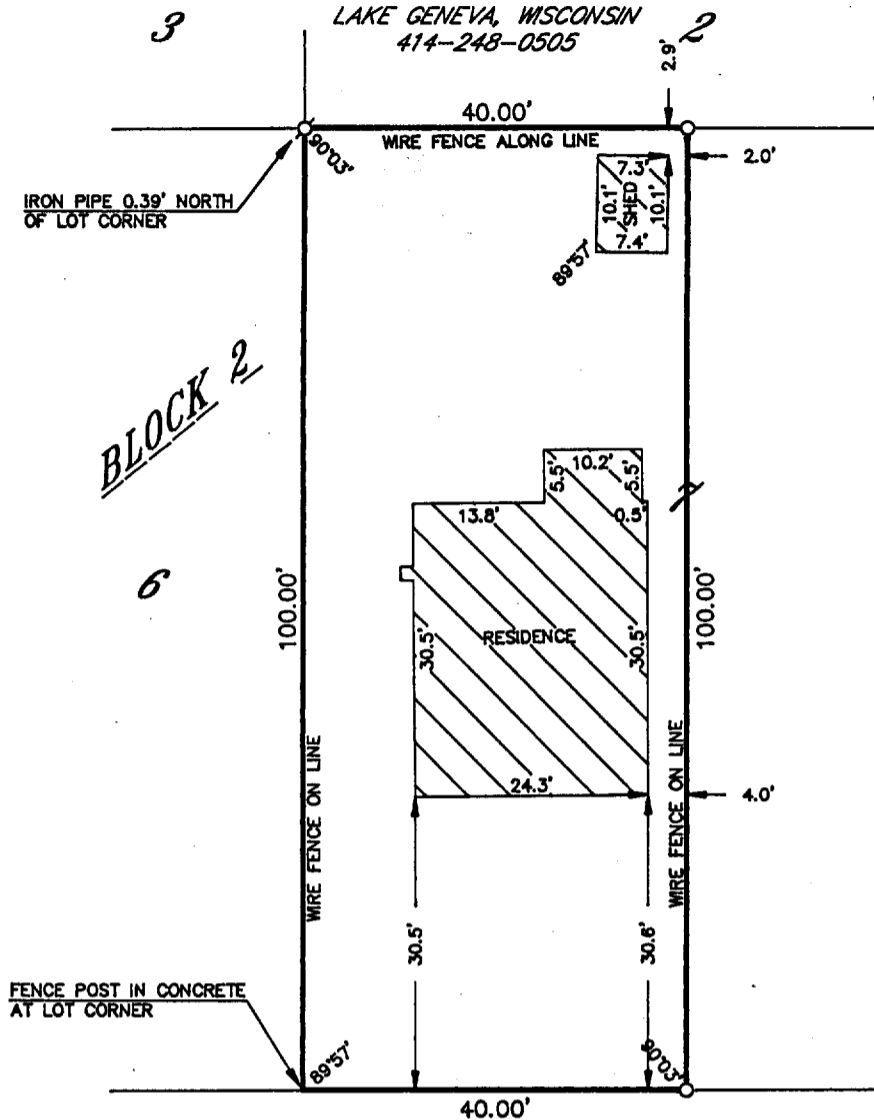 LAKE GENEVA, WISCONSIN
3
2
414-248-0505
2.9'
40.00'
WIRE FENCE ALONG LINE
90°03'
2.0'
IRON PIPE 0.39' NORTH
OF LOT CORNER
7.3'
10.1'
SHED
10.1'
7.4'
89°57'
BLOCK 2
10.2'
5.5'
5.5'
13.8'
0.5'
6
100.00'
30.5'
RESIDENCE
30.5'
100.00'
WIRE FENCE ON LINE
24.3'
4.0'
WIRE FENCE ON LINE
30.5'
30.6'
FENCE POST IN CONCRETE
AT LOT CORNER
89°57'
90°03'
40.00'